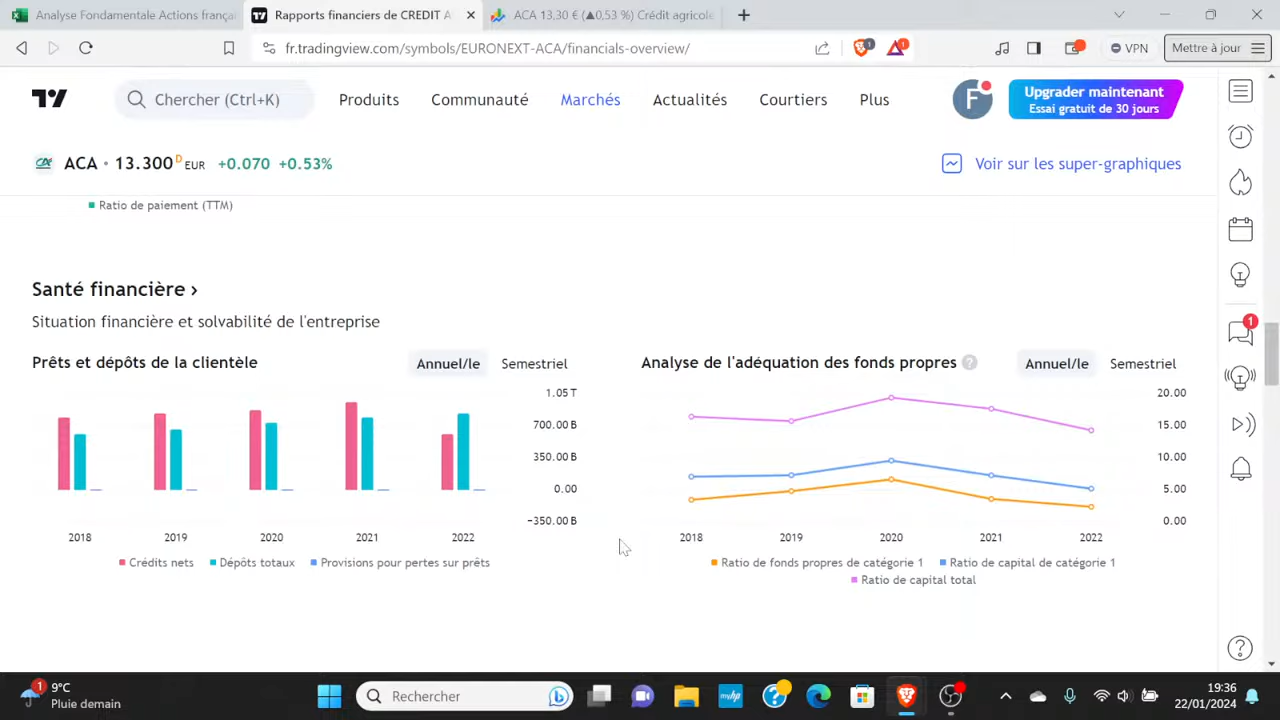 Analyse Fondamentale Actions françai
Rapports financiers de CREDIT A
ACA 13,30 € (▲0,53 %) Crédit agricole
fr.tradingview.com/symbols/EURONEXT-ACA/financials-overview/
1
1
VPN
Mettre à jour
Chercher (Ctrl+K)
Produits
Communauté
Marchés
Actualités
Courtiers
Plus
F
Upgrader maintenant
Essai gratuit de 30 jours
ACA • 13.300 D EUR +0.070 +0.53%
Voir sur les super-graphiques
Ratio de paiement (TTM)
Santé financière ›
Situation financière et solvabilité de l'entreprise
Prêts et dépôts de la clientèle
Annuel/le
Semestriel
1.05 T
700.00 B
350.00 B
0.00
−350.00 B
2018 2019 2020 2021 2022
Crédits nets
Dépôts totaux
Provisions pour pertes sur prêts
Analyse de l'adéquation des fonds propres ?
Annuel/le
Semestriel
20.00
15.00
10.00
5.00
0.00
2018 2019 2020 2021 2022
Ratio de fonds propres de catégorie 1
Ratio de capital de catégorie 1
Ratio de capital total
1
1
9°C
Pluie demain
Rechercher
19:36
22/01/2024